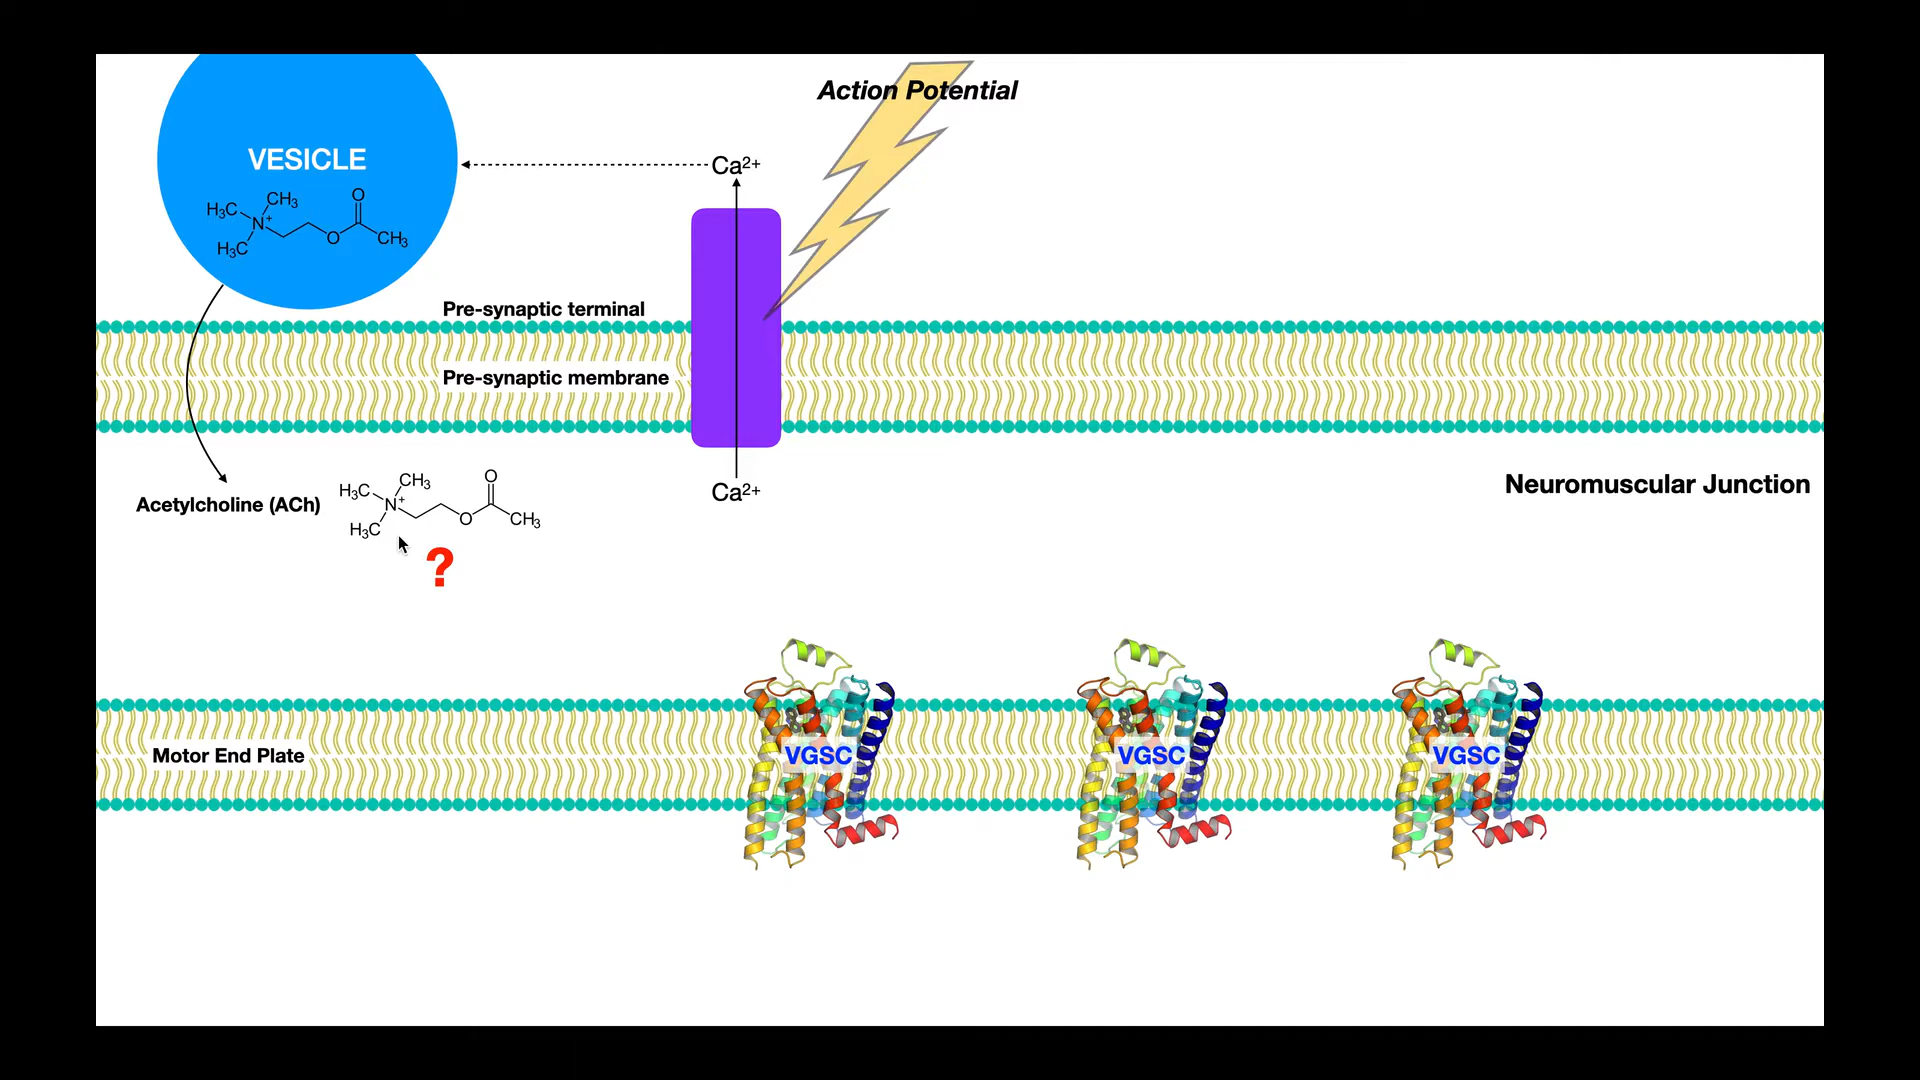 Action Potential
VESICLE
Ca²⁺
H₃C
CH₃
N⁺
H₃C
O
O
CH₃
Pre-synaptic terminal
Pre-synaptic membrane
Acetylcholine (ACh)
H₃C
CH₃
N⁺
H₃C
O
O
CH₃
Ca²⁺
Neuromuscular Junction
?
Motor End Plate
VGSC
VGSC
VGSC